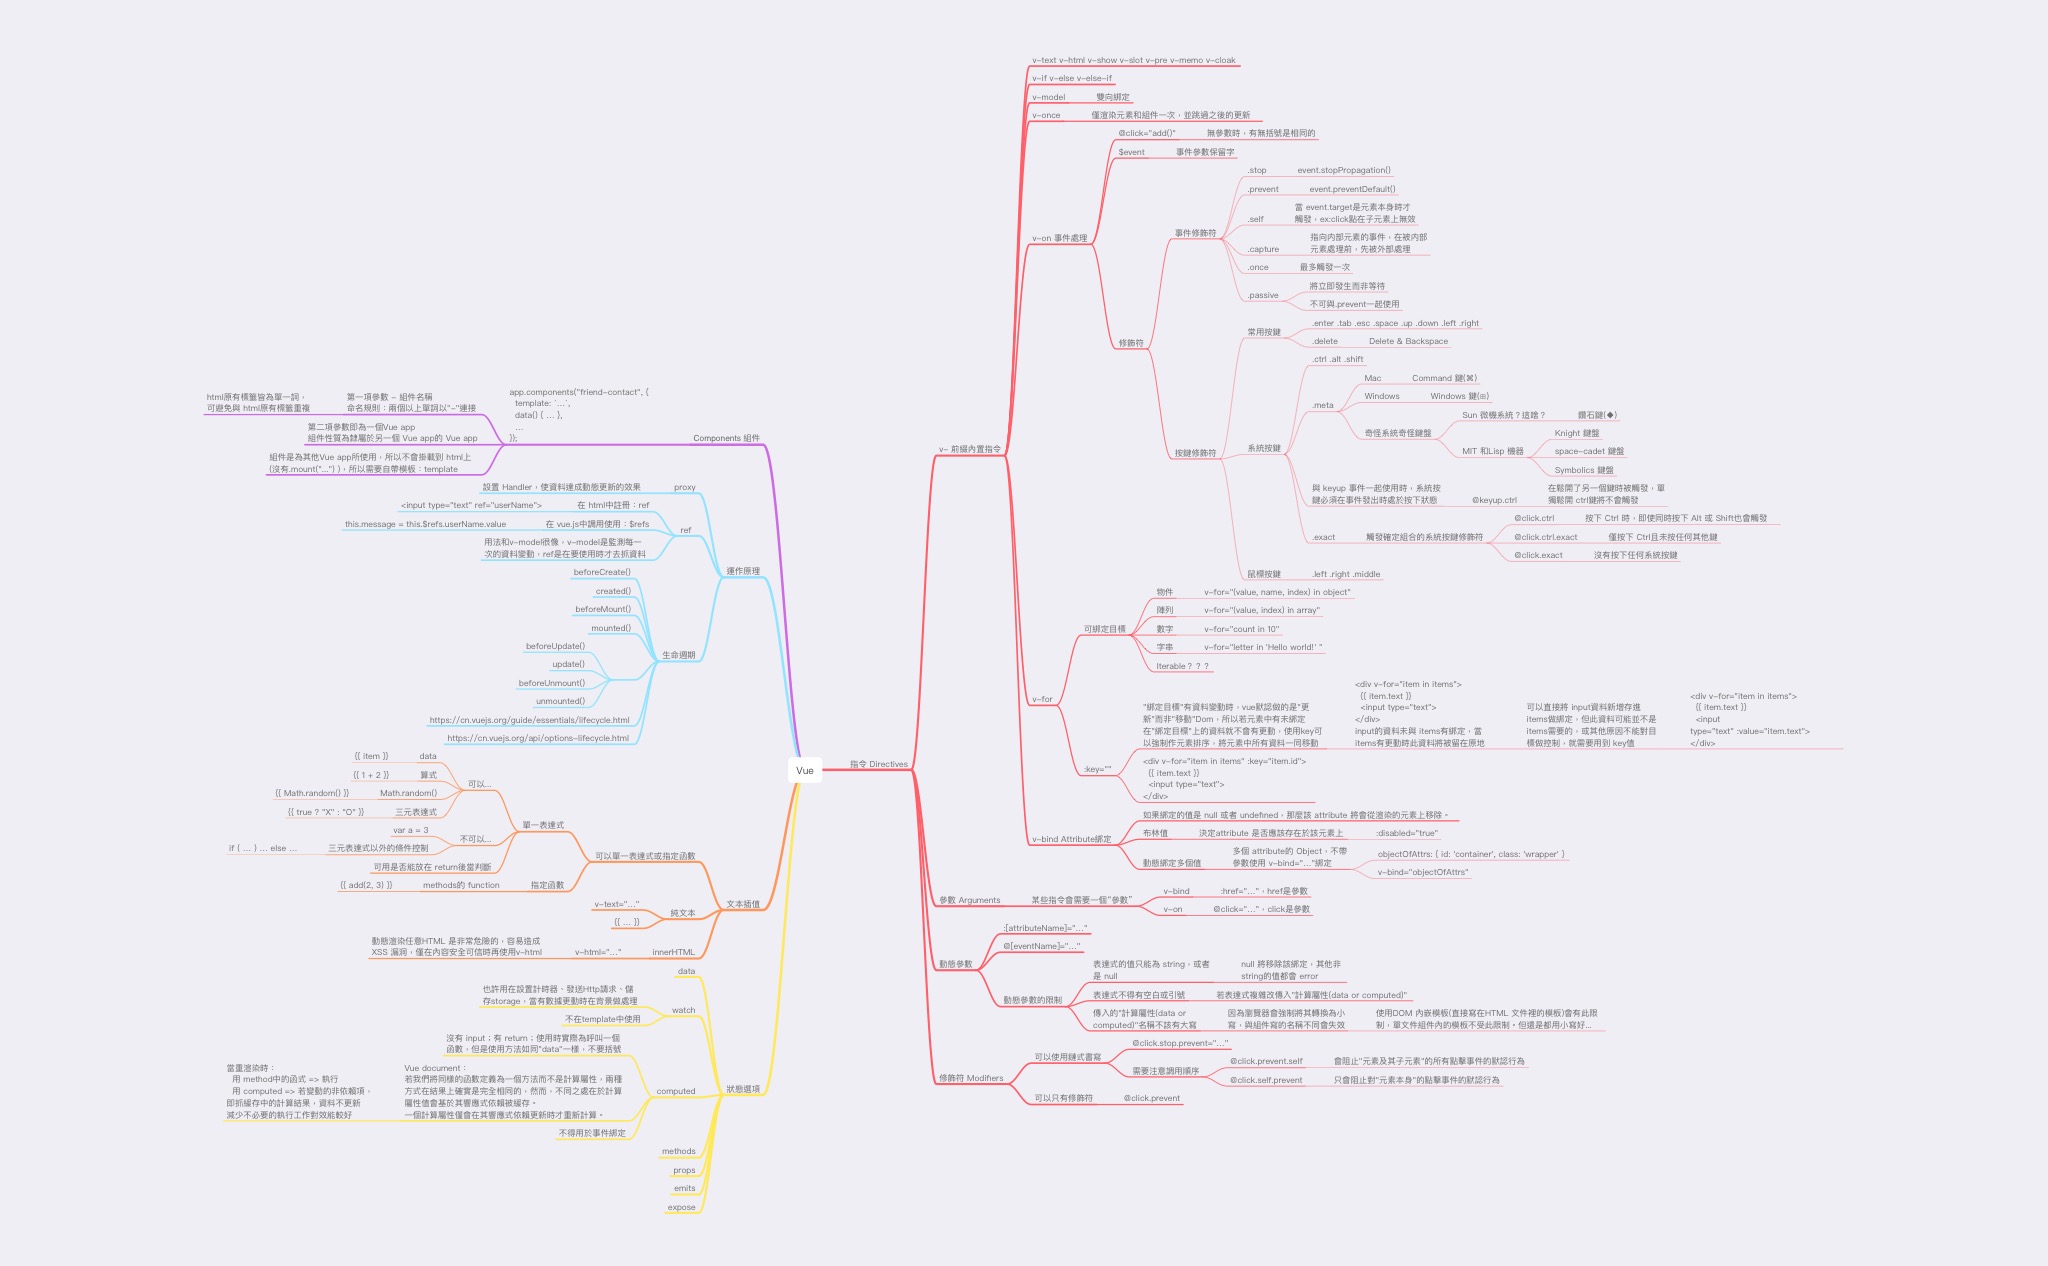 Vue
指令 Directives
v- 前綴內置指令
v-text v-html v-show v-slot v-pre v-memo v-cloak
v-if v-else v-else-if
v-model
雙向綁定
v-once
僅渲染元素和組件一次，並跳過之後的更新
v-on 事件處理
@click="add()"
無參數時，有無括號是相同的
$event
事件參數保留字
修飾符
事件修飾符
.stop
event.stopPropagation()
.prevent
event.preventDefault()
.self
當 event.target是元素本身時才
觸發，ex:click點在子元素上無效
.capture
指向內部元素的事件，在被內部
元素處理前，先被外部處理
.once
最多觸發一次
.passive
將立即發生而非等待
不可與.prevent一起使用
按鍵修飾符
常用按鍵
.enter .tab .esc .space .up .down .left .right
.delete
Delete & Backspace
系統按鍵
.ctrl .alt .shift
.meta
Mac
Command 鍵(⌘)
Windows
Windows 鍵(⊞)
奇怪系統奇怪鍵盤
Sun 微機系統？這啥？
鑽石鍵(◆)
MIT 和Lisp 機器
Knight 鍵盤
space-cadet 鍵盤
Symbolics 鍵盤
與 keyup 事件一起使用時，系統按
鍵必須在事件發出時處於按下狀態
@keyup.ctrl
在鬆開了另一個鍵時被觸發，單
獨鬆開 ctrl鍵將不會觸發
.exact
觸發確定組合的系統按鍵修飾符
@click.ctrl
按下 Ctrl 時，即使同時按下 Alt 或 Shift也會觸發
@click.ctrl.exact
僅按下 Ctrl且未按任何其他鍵
@click.exact
沒有按下任何系統按鍵
鼠標按鍵
.left .right .middle
v-for
可綁定目標
物件
v-for="(value, name, index) in object"
陣列
v-for="(value, index) in array"
數字
v-for="count in 10"
字串
v-for="letter in 'Hello world!' "
Iterable？？？
:key=""
"綁定目標"有資料變動時，vue默認做的是"更
新"而非"移動"Dom，所以若元素中有未綁定
在"綁定目標"上的資料就不會有更動，使用key可
以強制作元素排序，將元素中所有資料一同移動
<div v-for="item in items">
{{ item.text }}
<input type="text">
</div>
input的資料未與 items有綁定，當
items有更動時此資料將被留在原地
可以直接將 input資料新增存進
items做綁定，但此資料可能並不是
items需要的，或其他原因不能對目
標做控制，就需要用到 key值
<div v-for="item in items">
{{ item.text }}
<input
type="text" :value="item.text">
</div>
<div v-for="item in items" :key="item.id">
{{ item.text }}
<input type="text">
</div>
v-bind Attribute綁定
如果綁定的值是 null 或者 undefined，那麼該 attribute 將會從渲染的元素上移除。
布林值
決定attribute 是否應該存在於該元素上
:disabled="true"
動態綁定多個值
多個 attribute的 Object，不帶
參數使用 v-bind="..."綁定
objectOfAttrs: { id: 'container', class: 'wrapper' }
v-bind="objectOfAttrs"
參數 Arguments
某些指令會需要一個"參數"
v-bind
:href="..."，href是參數
v-on
@click="..."，click是參數
動態參數
:[attributeName]="..."
@[eventName]="..."
動態參數的限制
表達式的值只能為 string，或者
是 null
null 將移除該綁定，其他非
string的值都會 error
表達式不得有空白或引號
若表達式複雜改傳入"計算屬性(data or computed)"
傳入的"計算屬性(data or
computed)"名稱不該有大寫
因為瀏覽器會強制將其轉換為小
寫，與組件寫的名稱不同會失效
使用DOM 內嵌模板(直接寫在HTML 文件裡的模板)會有此限
制，單文件組件內的模板不受此限制。但還是都用小寫好...
修飾符 Modifiers
可以使用鏈式書寫
@click.stop.prevent="..."
需要注意調用順序
@click.prevent.self
會阻止"元素及其子元素"的所有點擊事件的默認行為
@click.self.prevent
只會阻止對"元素本身"的點擊事件的默認行為
可以只有修飾符
@click.prevent
Components 組件
app.components("friend-contact", {
template: `...`,
data() { ... },
...
});
第一項參數 - 組件名稱
命名規則：兩個以上單詞以"-"連接
html原有標籤皆為單一詞，
可避免與 html原有標籤重複
第二項參數即為一個Vue app
組件性質為隸屬於另一個 Vue app的 Vue app
組件是為其他Vue app所使用，所以不會掛載到 html上
(沒有.mount("...") )，所以需要自帶模板：template
運作原理
proxy
設置 Handler，使資料達成動態更新的效果
ref
在 html中註冊：ref
<input type="text" ref="userName">
在 vue.js中調用使用：$refs
this.message = this.$refs.userName.value
用法和v-model很像，v-model是監測每一
次的資料變動，ref是在要使用時才去抓資料
生命週期
beforeCreate()
created()
beforeMount()
mounted()
beforeUpdate()
update()
beforeUnmount()
unmounted()
https://cn.vuejs.org/guide/essentials/lifecycle.html
https://cn.vuejs.org/api/options-lifecycle.html
文本插值
可以單一表達式或指定函數
單一表達式
可以...
data
{{ item }}
算式
{{ 1 + 2 }}
Math.random()
{{ Math.random() }}
三元表達式
{{ true ? "X" : "O" }}
不可以...
var a = 3
三元表達式以外的條件控制
if ( ... ) ... else ...
可用是否能放在 return後當判斷
指定函數
methods的 function
{{ add(2, 3) }}
純文本
v-text="..."
{{ ... }}
innerHTML
v-html="..."
動態渲染任意HTML 是非常危險的，容易造成
XSS 漏洞，僅在內容安全可信時再使用v-html
狀態選項
data
watch
也許用在設置計時器、發送Http請求、儲
存storage，當有數據更動時在背景做處理
不在template中使用
computed
沒有 input；有 return；使用時實際為呼叫一個
函數，但是使用方法如同"data"一樣，不要括號
Vue document：
若我們將同樣的函數定義為一個方法而不是計算屬性，兩種
方式在結果上確實是完全相同的，然而，不同之處在於計算
屬性值會基於其響應式依賴被緩存。
一個計算屬性僅會在其響應式依賴更新時才重新計算。
當重渲染時：
用 method中的函式 => 執行
用 computed => 若變動的非依賴項，
即抓緩存中的計算結果，資料不更新
減少不必要的執行工作對效能較好
不得用於事件綁定
methods
props
emits
expose